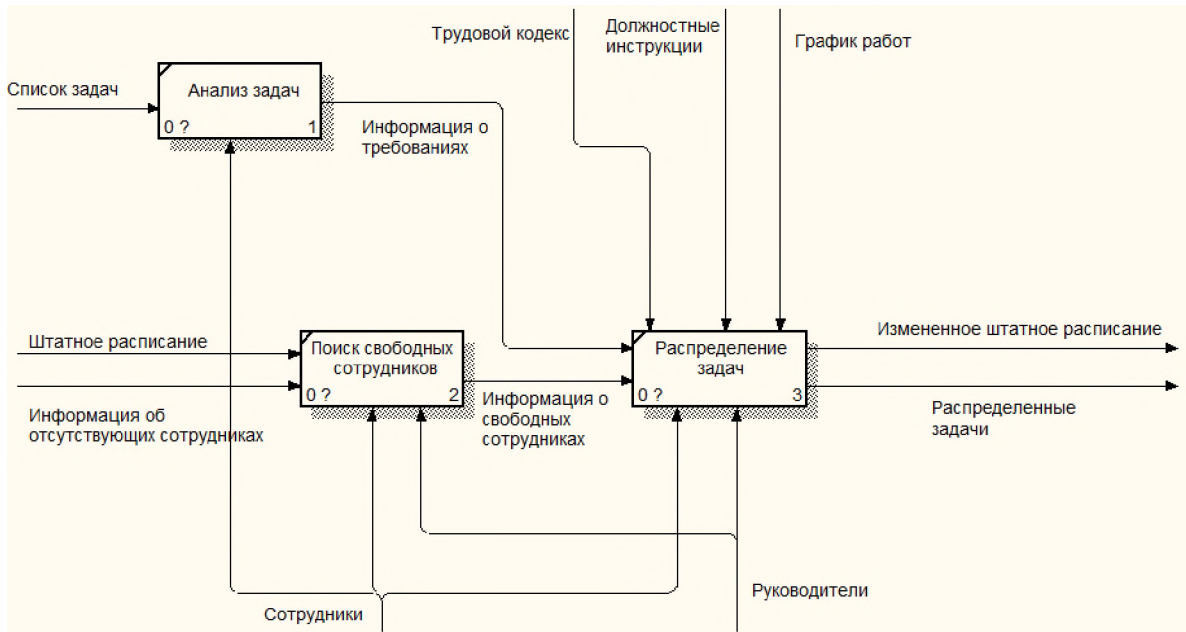 Трудовой кодекс
Должностные
инструкции
График работ
Список задач
Анализ задач
0 ?
1
Информация о
требованиях
Штатное расписание
Информация об
отсутствующих сотрудниках
Поиск свободных
сотрудников
0 ?
2
Информация о
свободных
сотрудниках
Распределение
задач
0 ?
3
Измененное штатное расписание
Распределенные
задачи
Сотрудники
Руководители